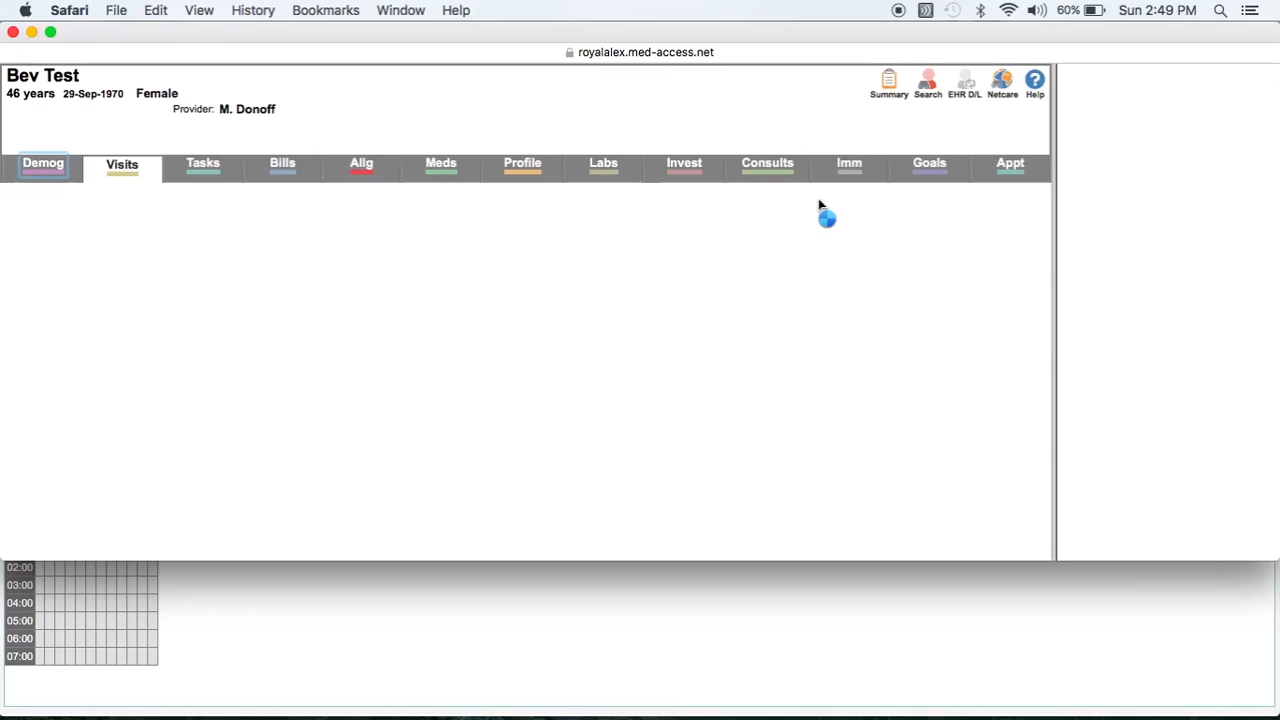 Safari File Edit View History Bookmarks Window Help 60% Sun 2:49 PM
royalalex.med-access.net
Bev Test
46 years 29-Sep-1970 Female
Provider: M. Donoff
Summary Search EHR D/L Netcare Help
Demog Visits Tasks Bills Allg Meds Profile Labs Invest Consults Imm Goals Appt
02:00
03:00
04:00
05:00
06:00
07:00